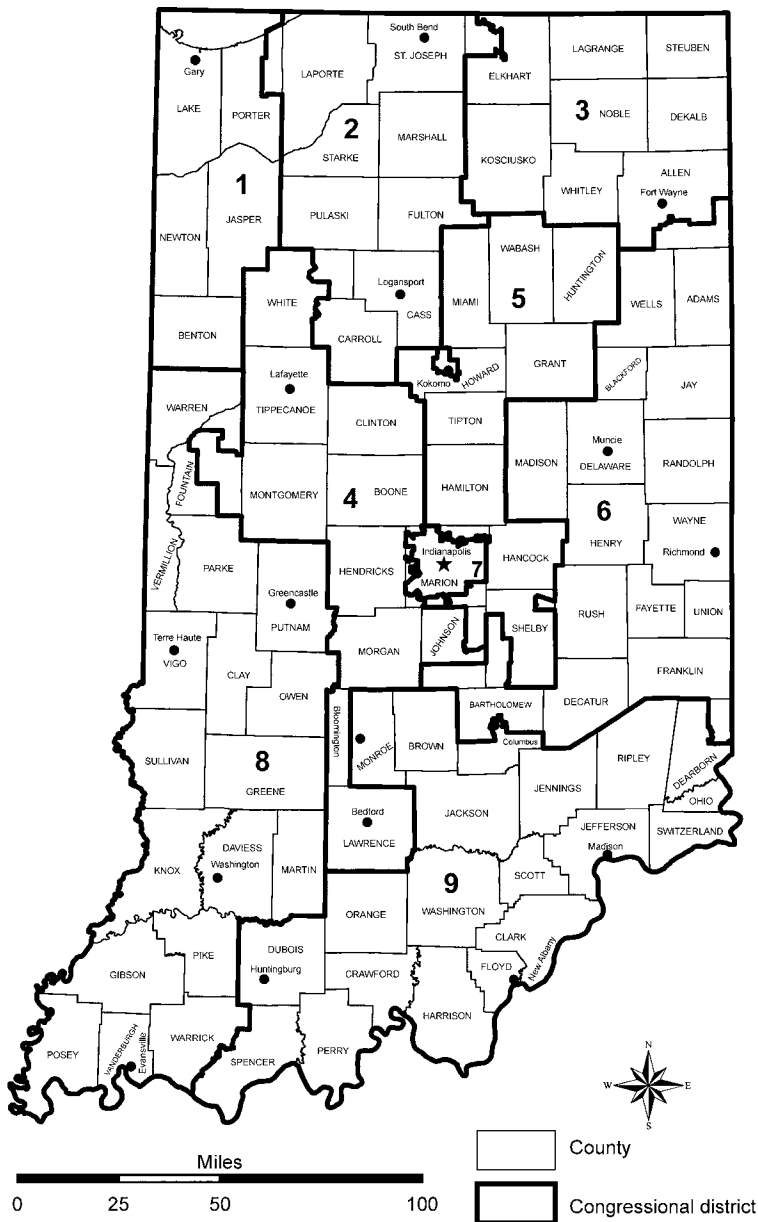 South Bend
ST. JOSEPH
LAGRANGE
STEUBEN
LAPORTE
ELKHART
Gary
LAKE
PORTER
2
STARKE
MARSHALL
3 NOBLE
DEKALB
KOSCIUSKO
ALLEN
Fort Wayne
WHITLEY
1
JASPER
NEWTON
PULASKI
FULTON
WABASH
HUNTINGTON
MIAMI
5
WELLS
ADAMS
WHITE
Logansport
CASS
BENTON
CARROLL
GRANT
Kokomo
HOWARD
BLACKFORD
JAY
Lafayette
TIPPECANOE
WARREN
CLINTON
TIPTON
MADISON
Muncie
DELAWARE
RANDOLPH
FOUNTAIN
MONTGOMERY
4
BOONE
HAMILTON
6
HENRY
WAYNE
Richmond
VERMILLION
PARKE
HENDRICKS
Indianapolis
MARION
7
HANCOCK
Greencastle
PUTNAM
RUSH
FAYETTE
UNION
Terre Haute
VIGO
CLAY
OWEN
MORGAN
JOHNSON
SHELBY
FRANKLIN
DECATUR
Bloomington
MONROE
BROWN
BARTHOLOMEW
Columbus
SULLIVAN
8
GREENE
RIPLEY
DEARBORN
OHIO
JENNINGS
JACKSON
Bedford
LAWRENCE
JEFFERSON
Madison
SWITZERLAND
KNOX
DAVIESS
Washington
MARTIN
SCOTT
9
WASHINGTON
ORANGE
CLARK
PIKE
DUBOIS
Huntingburg
GIBSON
CRAWFORD
FLOYD
New Albany
HARRISON
POSEY
VANDERBURGH
Evansville
WARRICK
SPENCER
PERRY
N
W
E
S
Miles
0 25 50 100
County
Congressional district